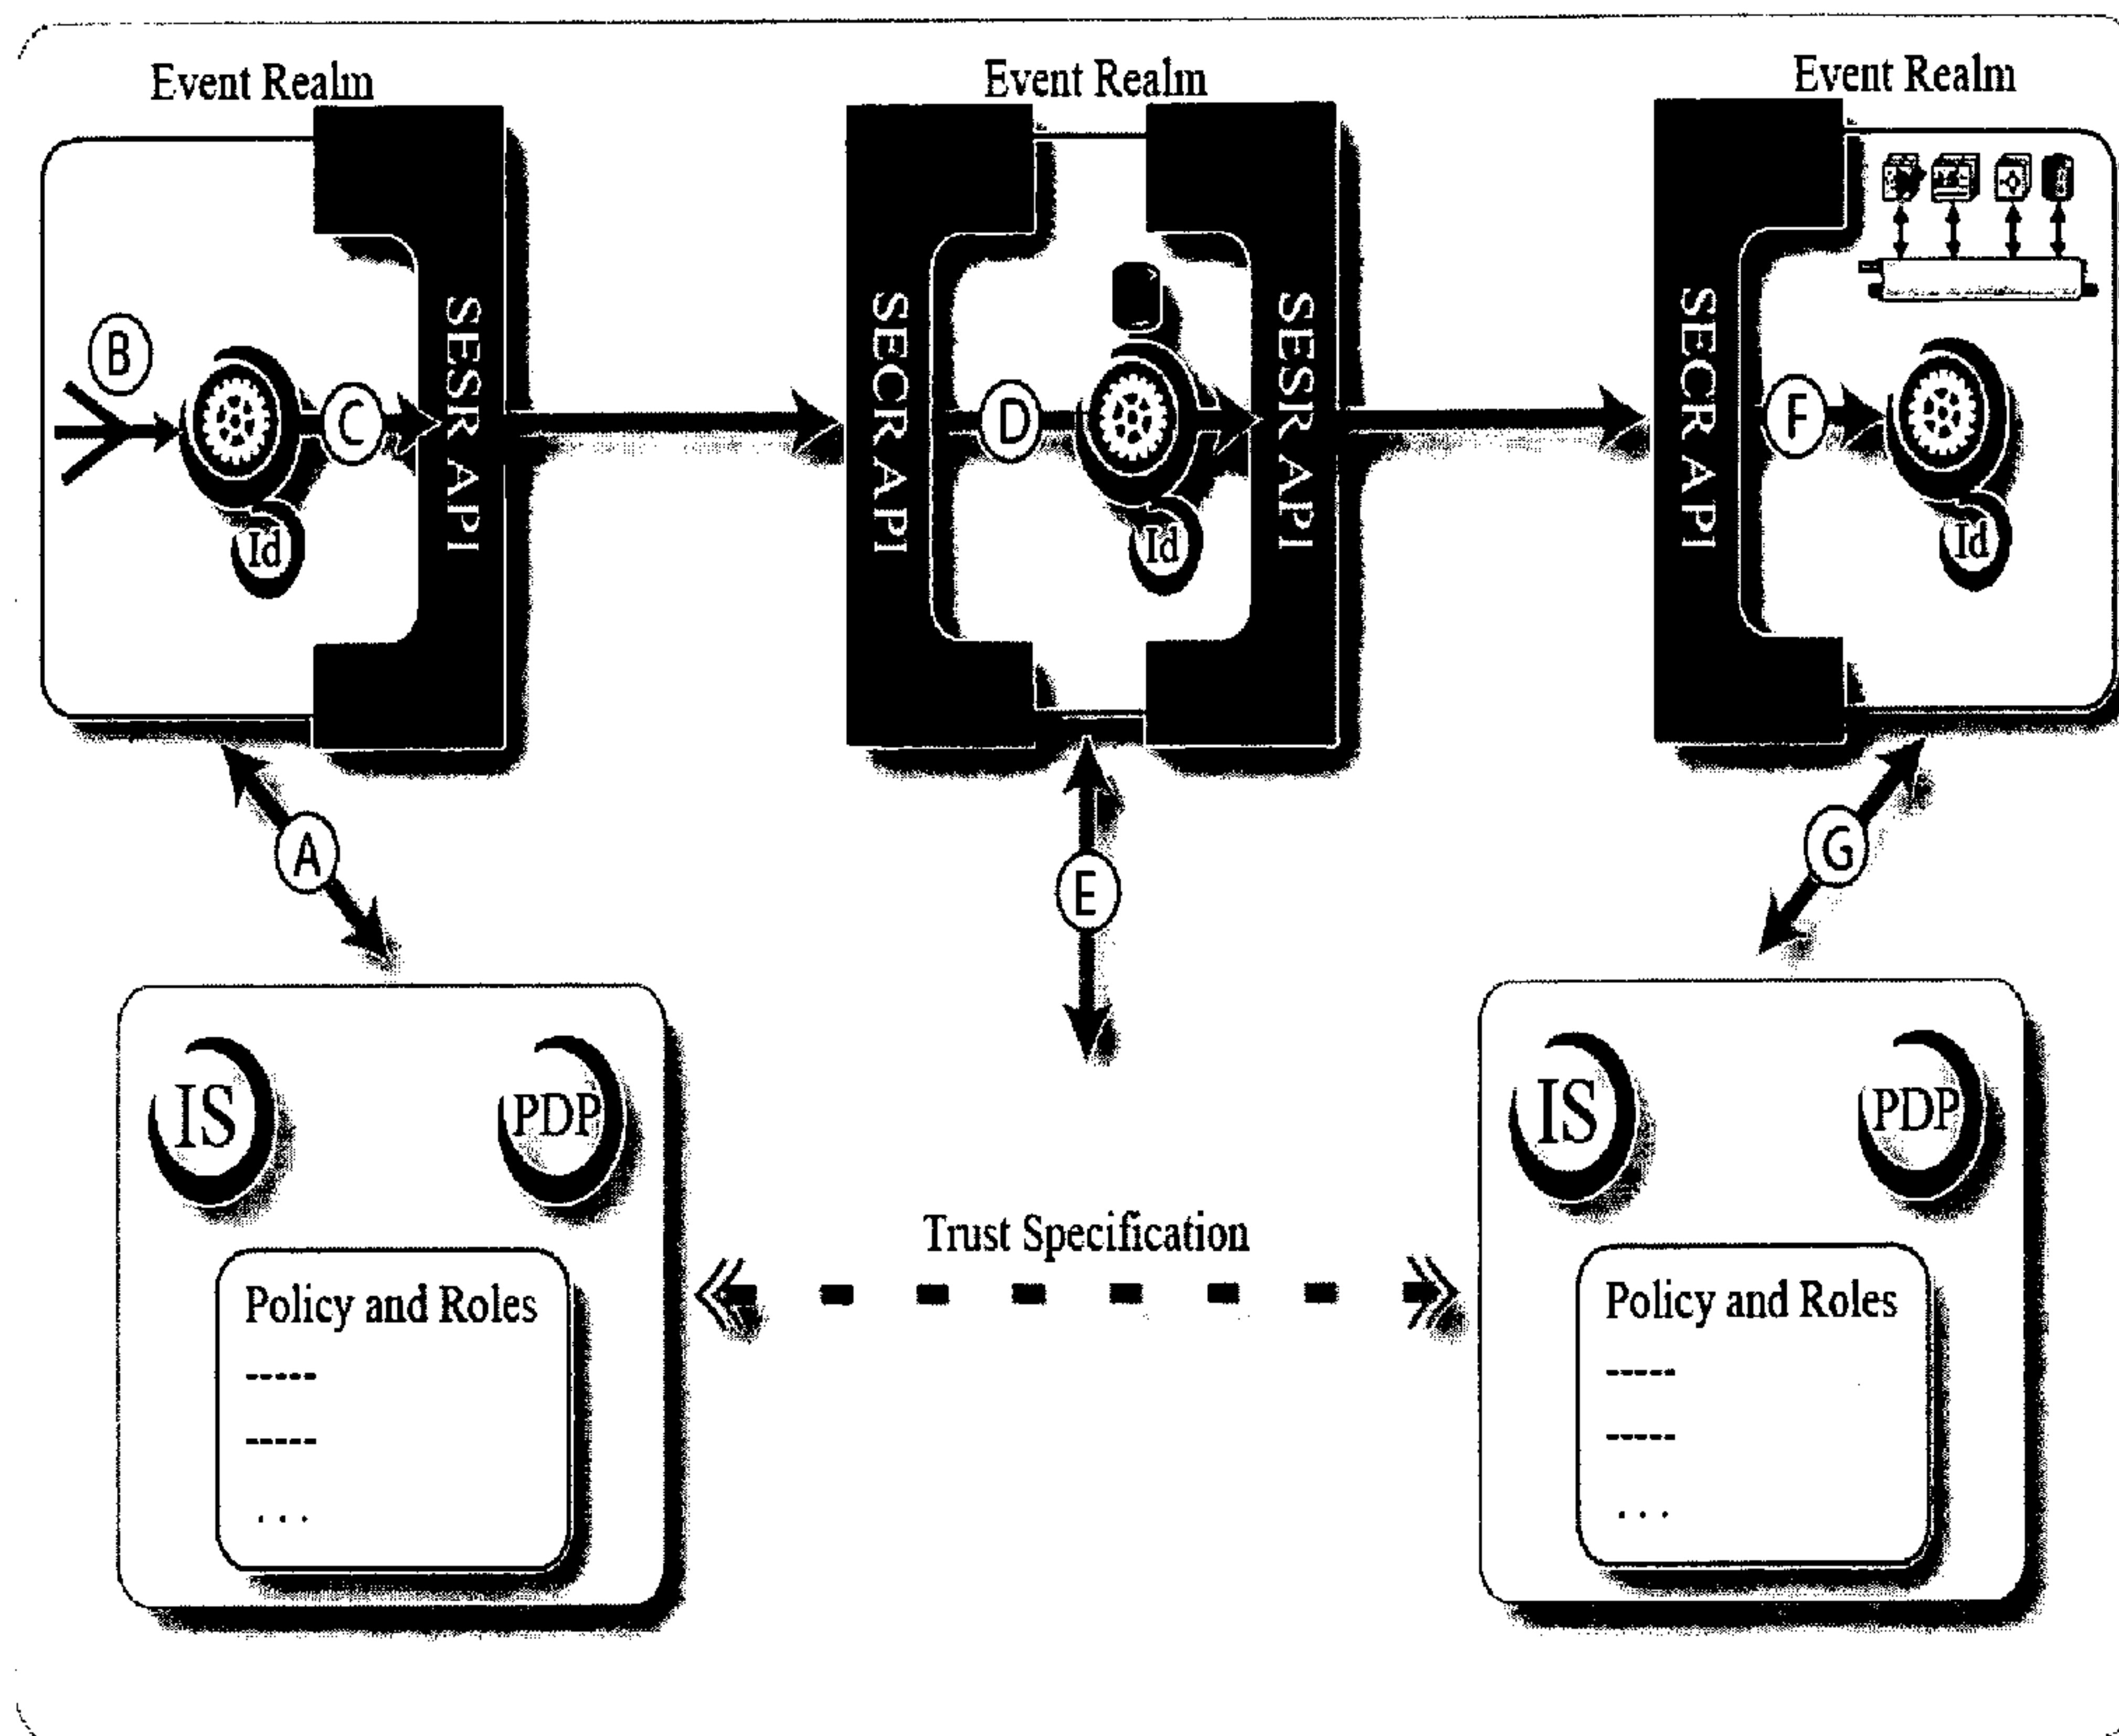 Event Realm
Event Realm
Event Realm
B
C
SESR API
SECR API
D
SESR API
SECR API
F
Id
Id
Id
A
E
G
IS
PDP
IS
PDP
Trust Specification
Policy and Roles
-----
-----
...
Policy and Roles
-----
-----
...